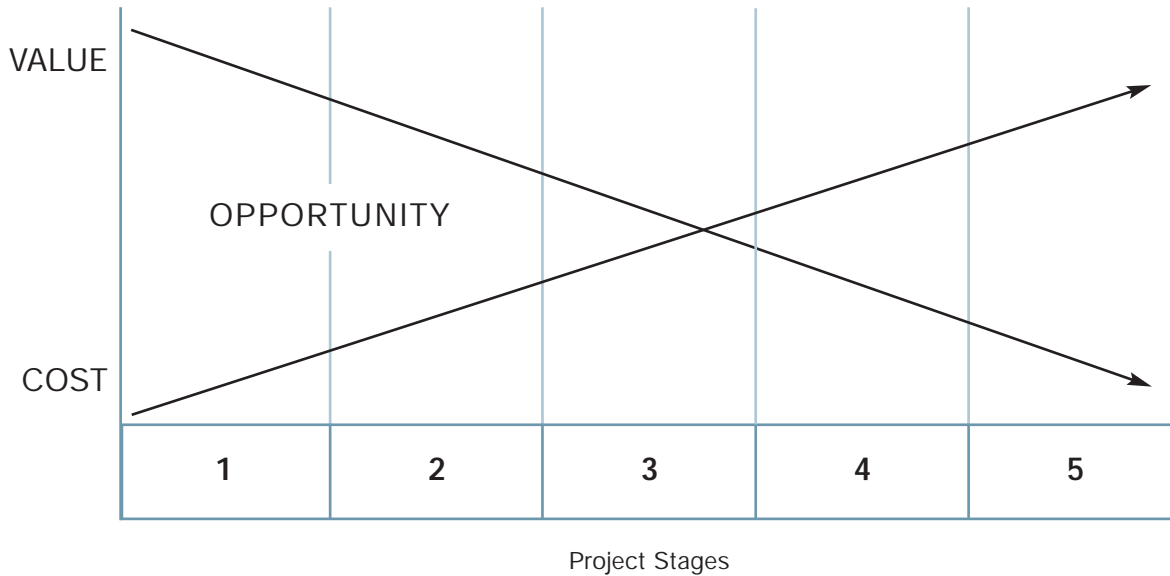 VALUE
OPPORTUNITY
COST
1 2 3 4 5
Project Stages